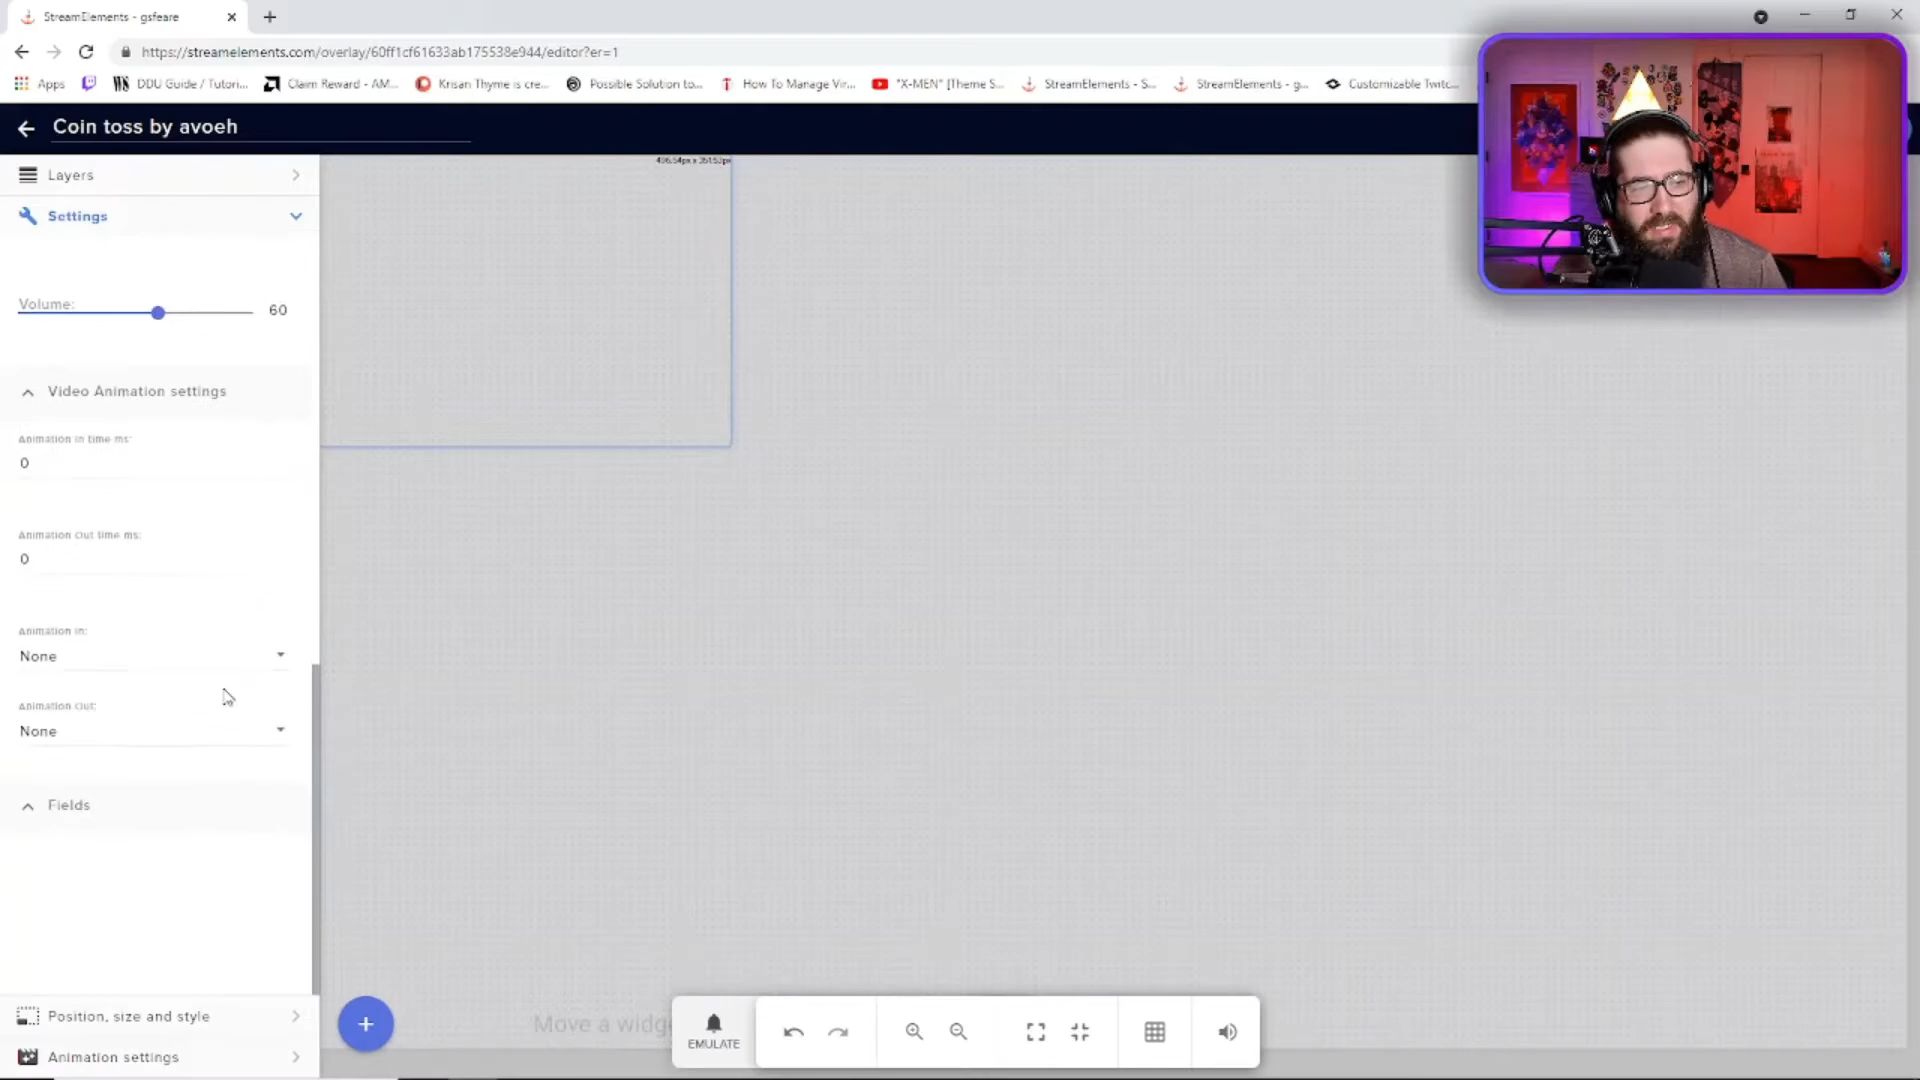 StreamElements - gsfeare
https://streamelements.com/overlay/60ff1cf61633ab175538e944/editor?er=1
Apps
DDU Guide / Tutori...
Claim Reward - AM...
Krisan Thyme is cre...
Possible Solution to...
How To Manage Vir...
"X-MEN" [Theme S...
StreamElements - S...
StreamElements - g...
Customizable Twitc...
Coin toss by avoeh
Layers
Settings
Volume:
60
Video Animation settings
Animation in time ms:
0
Animation Out time ms:
0
Animation in:
None
Animation Out:
None
Fields
Position, size and style
Animation settings
Move a widg
EMULATE